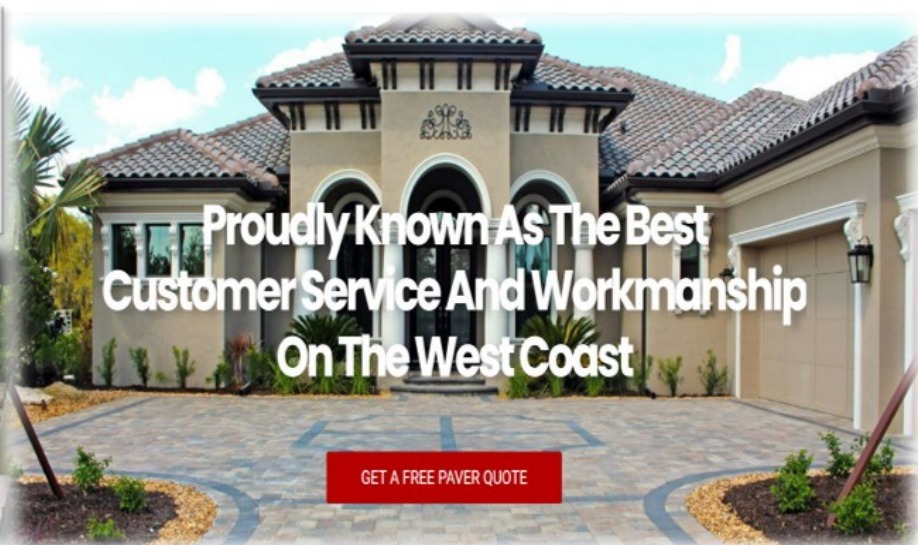 Proudly Known As The Best
Customer Service And Workmanship
On The West Coast
GET A FREE PAVER QUOTE